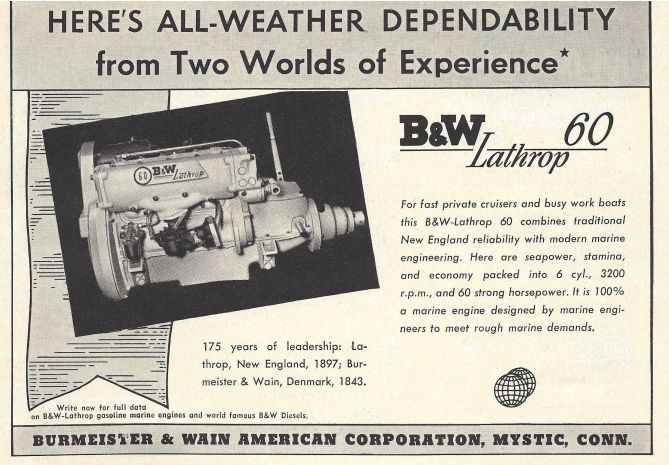 HERE'S ALL-WEATHER DEPENDABILITY
from Two Worlds of Experience*
60 B&W Lathrop
B&W Lathrop 60
For fast private cruisers and busy work boats
this B&W-Lathrop 60 combines traditional
New England reliability with modern marine
engineering. Here are seapower, stamina,
and economy packed into 6 cyl., 3200
r.p.m., and 60 strong horsepower. It is 100%
a marine engine designed by marine engi-
neers to meet rough marine demands.
175 years of leadership: La-
throp, New England, 1897; Bur-
meister & Wain, Denmark, 1843.
Write now for full data
on B&W-Lathrop gasoline marine engines and world famous B&W Diesels.
BURMEISTER & WAIN AMERICAN CORPORATION, MYSTIC, CONN.